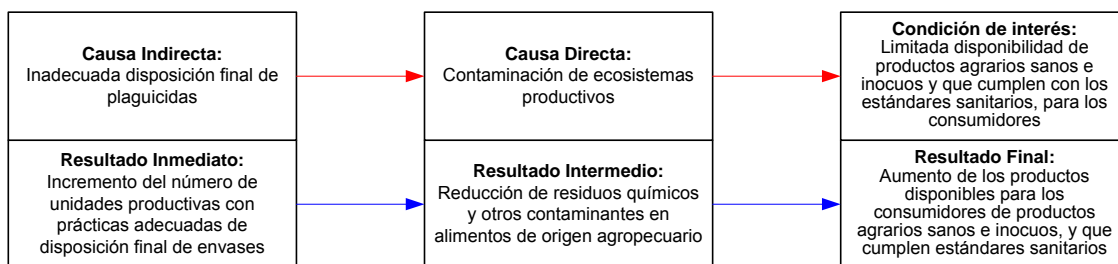 Causa Indirecta:
Inadecuada disposición final de
plaguicidas
Causa Directa:
Contaminación de ecosistemas
productivos
Condición de interés:
Limitada disponibilidad de
productos agrarios sanos e
inocuos y que cumplen con los
estándares sanitarios, para los
consumidores
Resultado Inmediato:
Incremento del número de
unidades productivas con
prácticas adecuadas de
disposición final de envases
Resultado Intermedio:
Reducción de residuos químicos
y otros contaminantes en
alimentos de origen agropecuario
Resultado Final:
Aumento de los productos
disponibles para los
consumidores de productos
agrarios sanos e inocuos, y que
cumplen estándares sanitarios